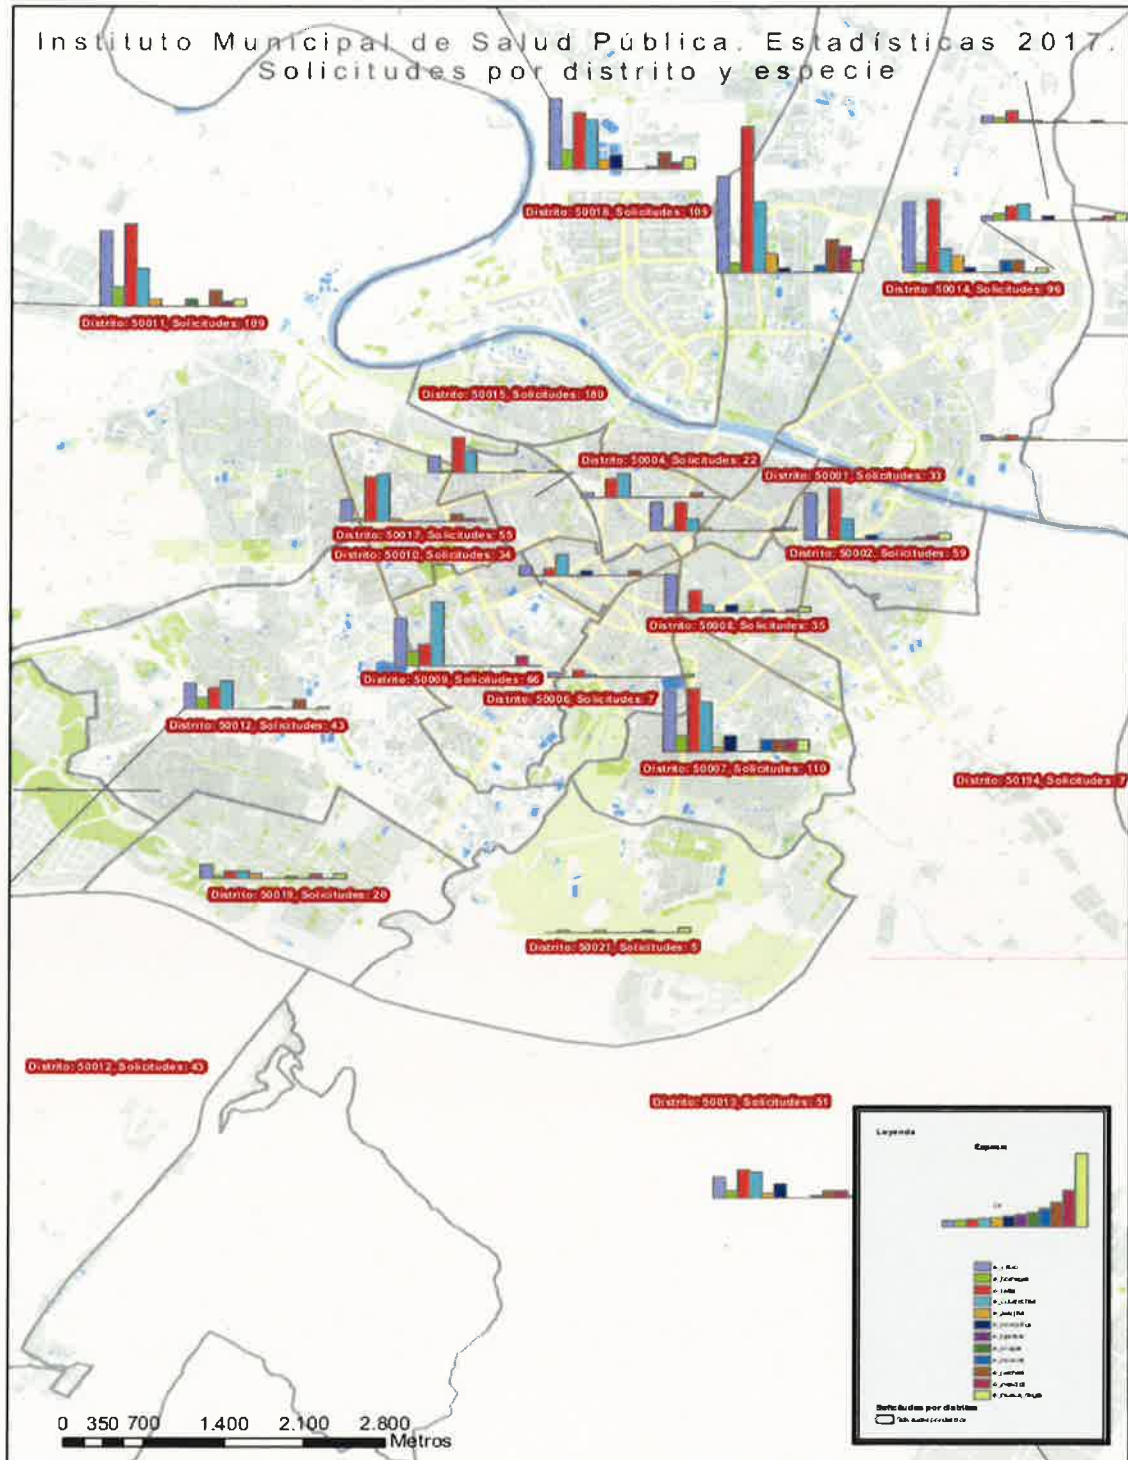 Instituto Municipal de Salud Pública. Estadísticas 2017.
Solicitudes por distrito y especie
Distrito: 50018, Solicitudes: 105
Distrito: 50014, Solicitudes: 96
Distrito: 50011, Solicitudes: 109
Distrito: 50015, Solicitudes: 180
Distrito: 50004, Solicitudes: 22
Distrito: 50001, Solicitudes: 33
Distrito: 50017, Solicitudes: 55
Distrito: 50010, Solicitudes: 34
Distrito: 50002, Solicitudes: 59
Distrito: 50008, Solicitudes: 35
Distrito: 50009, Solicitudes: 66
Distrito: 50006, Solicitudes: 7
Distrito: 50012, Solicitudes: 43
Distrito: 50007, Solicitudes: 110
Distrito: 50194, Solicitudes: 7
Distrito: 50019, Solicitudes: 20
Distrito: 50021, Solicitudes: 5
Distrito: 50012, Solicitudes: 43
Distrito: 50013, Solicitudes: 51
Leyenda
Especies
Solicitudes por distritos
0 350 700 1.400 2.100 2.800
Metros